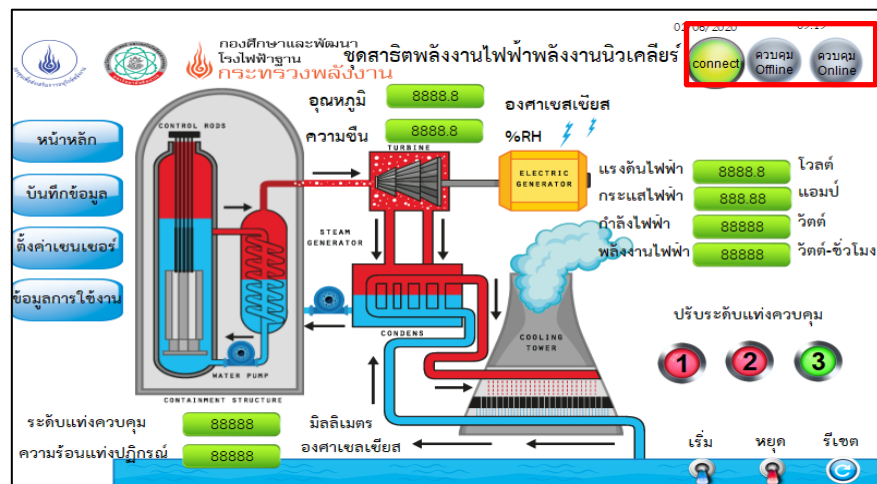 กองศึกษาและพัฒนา
โรงไฟฟ้าฐาน
กระทรวงพลังงาน
ชุดสาธิตพลังงานไฟฟ้าพลังงานนิวเคลียร์
connect
ควบคุม
Offline
ควบคุม
Online
อุณหภูมิ 8888.8 องศาเซสเซียส
ความชืน 8888.8 %RH
หน้าหลัก
บันทึกข้อมูล
ตั้งค่าเซนเซอร์
ข้อมูลการใช้งาน
CONTROL RODS
TURBINE
ELECTRIC
GENERATOR
STEAM
GENERATOR
แรงดันไฟฟ้า 8888.8 โวลต์
กระแสไฟฟ้า 888.88 แอมป์
กำลังไฟฟ้า 88888 วัตต์
พลังงานไฟฟ้า 88888 วัตต์-ชั่วโมง
CONDENS
COOLING
TOWER
WATER PUMP
CONTAINMENT STRUCTURE
ปรับระดับแท่งควบคุม
1 2 3
ระดับแท่งควบคุม 88888 มิลลิเมตร
ความร้อนแท่งปฏิกรณ์ 88888 องศาเซลเซียส
เริ่ม หยุด รีเซต